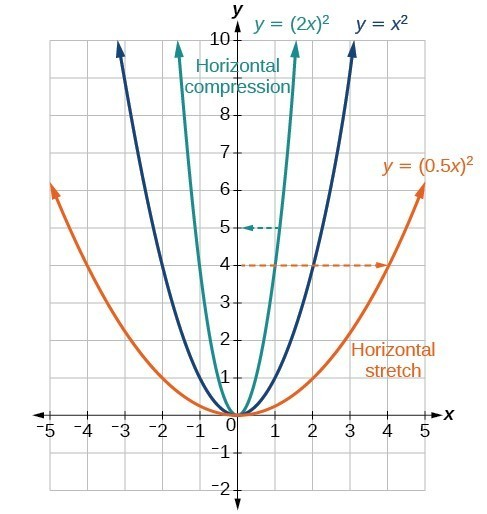 y
y = (2x)²
y = x²
10
Horizontal
compression
8
7
y = (0.5x)²
6
5
4
3
2
Horizontal
stretch
1
x
−5 −4 −3 −2 −1 0 1 2 3 4 5
−1
−2